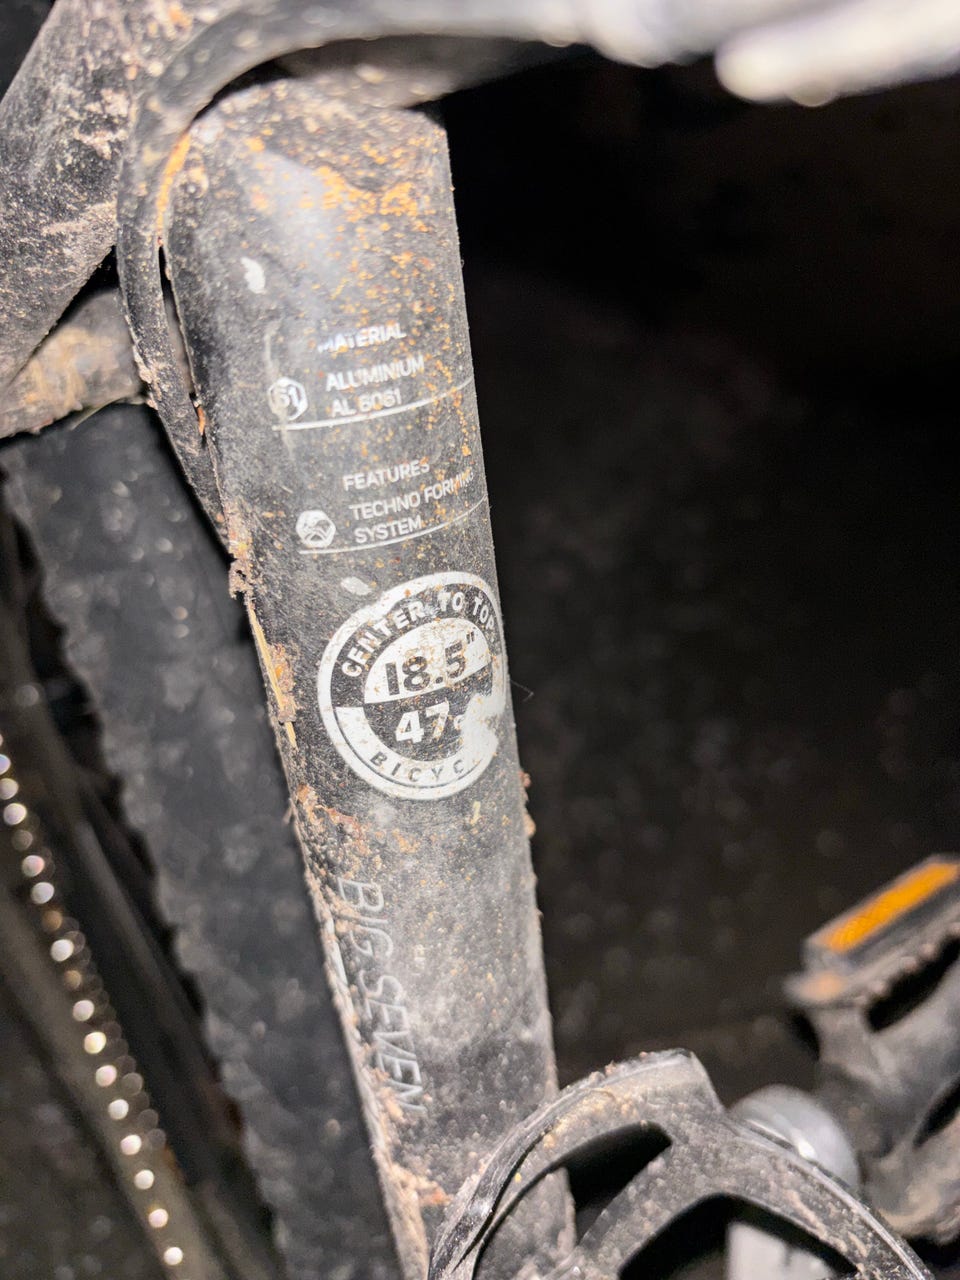 MATERIAL
ALUMINIUM
61
AL 6061
FEATURES
TECHNO FORMING
SYSTEM
CENTER TO TOP
18.5"
47
BIG SEVEN